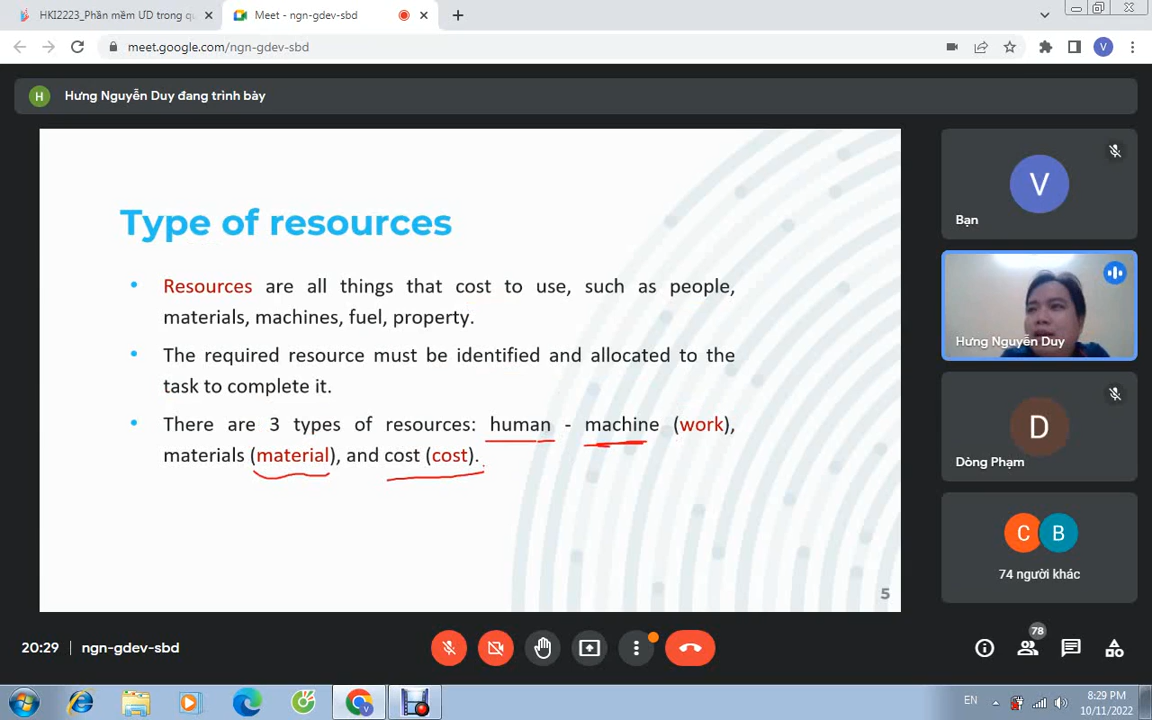 HKI2223_Phần mềm ƯD trong qu
Meet - ngn-gdev-sbd
meet.google.com/ngn-gdev-sbd
V
H
Hưng Nguyễn Duy đang trình bày
Type of resources
• Resources are all things that cost to use, such as people,
materials, machines, fuel, property.
• The required resource must be identified and allocated to the
task to complete it.
• There are 3 types of resources: human - machine (work),
materials (material), and cost (cost).
5
V
Bạn
Hưng Nguyễn Duy
D
Dòng Phạm
C
B
74 người khác
20:29 | ngn-gdev-sbd
78
EN
8:29 PM
10/11/2022
V